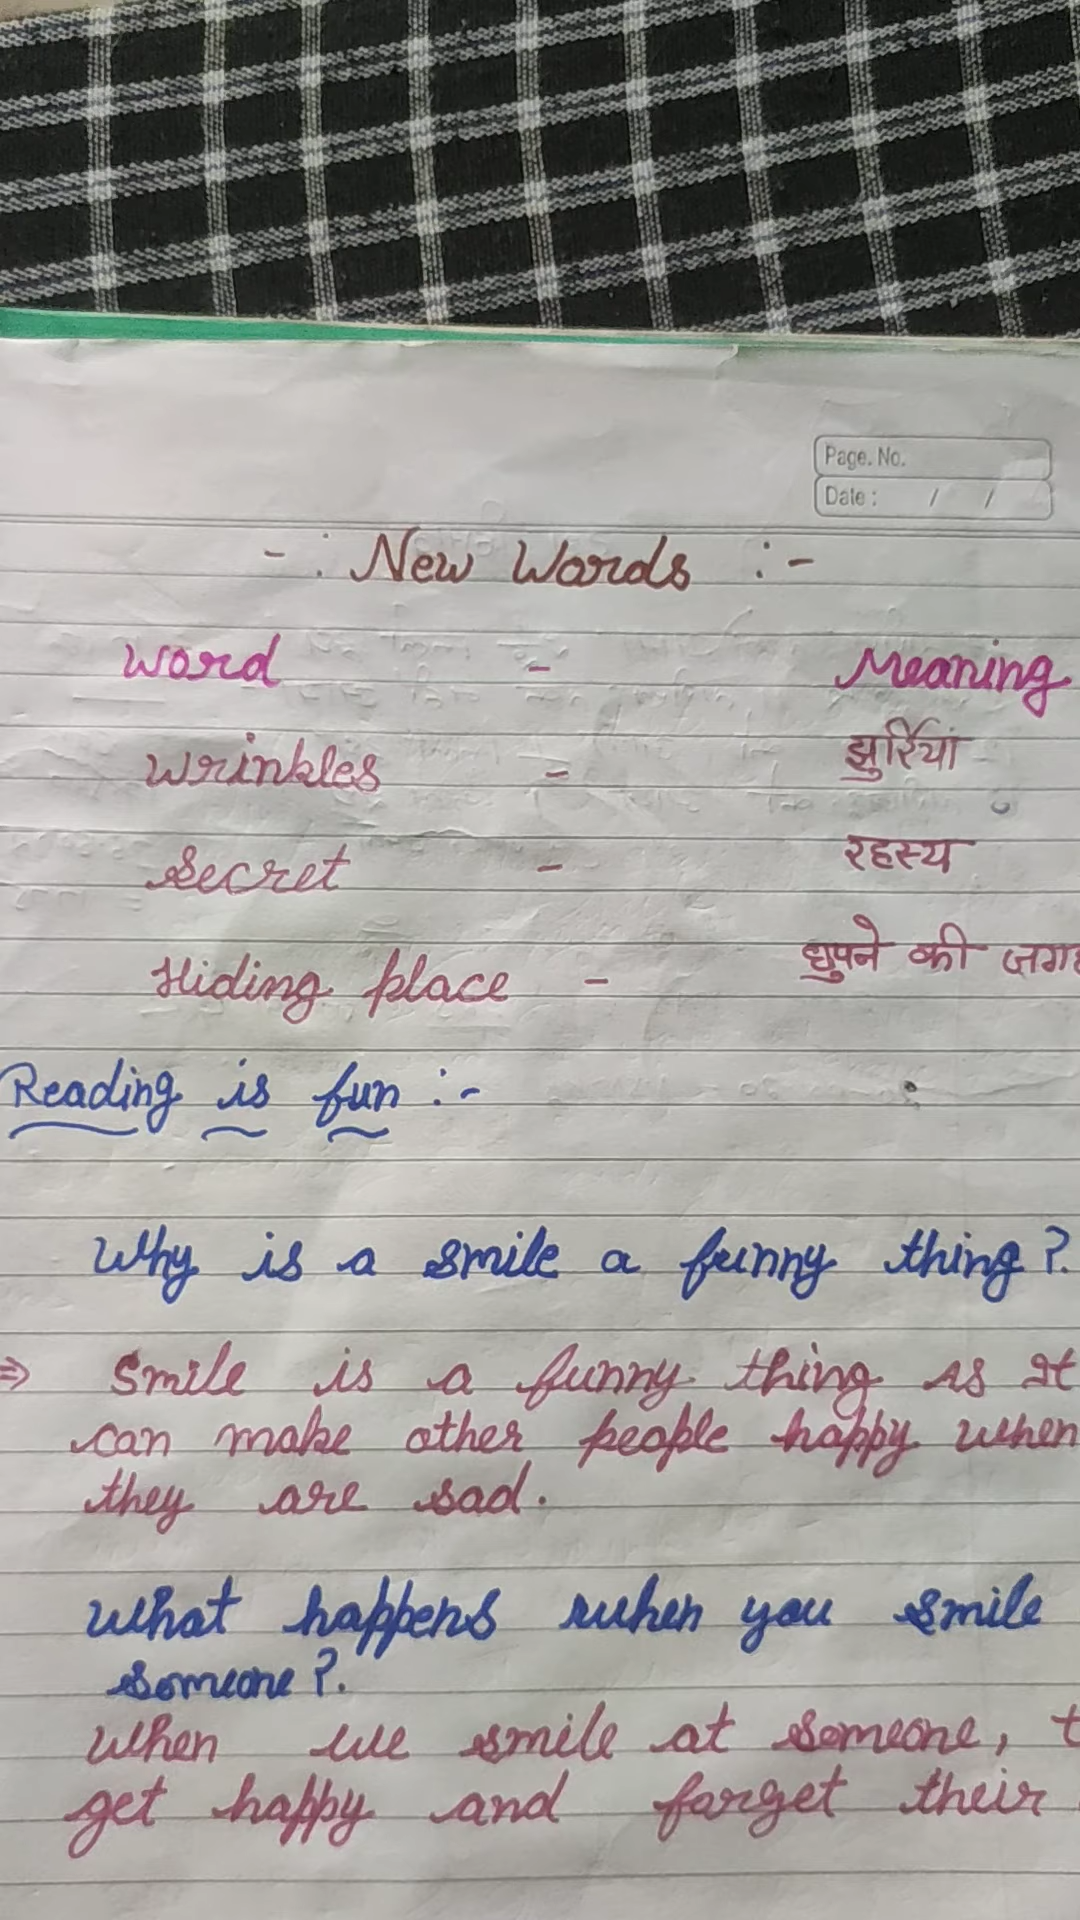 Page. No.
Date : / /
- : New Words : -
Word - Meaning
Wrinkles - झुर्रियां
Secret - रहस्य
Hiding place - छुपने की जगह
Reading is fun :-
Why is a smile a funny thing?
⇒ Smile is a funny thing as It
can make other people happy when
they are sad.
What happens when you smile
someone?.
When we smile at someone, t
get happy and forget their